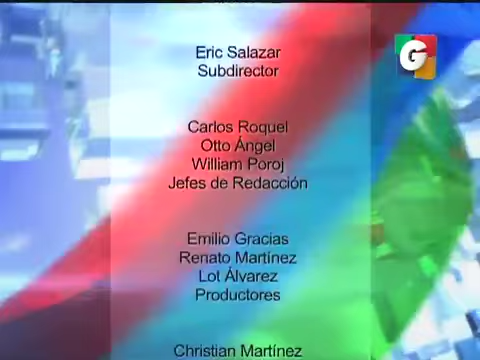 G
Eric Salazar
Subdirector
Carlos Roquel
Otto Ángel
William Poroj
Jefes de Redacción
Emilio Gracias
Renato Martínez
Lot Álvarez
Productores
Christian Martínez